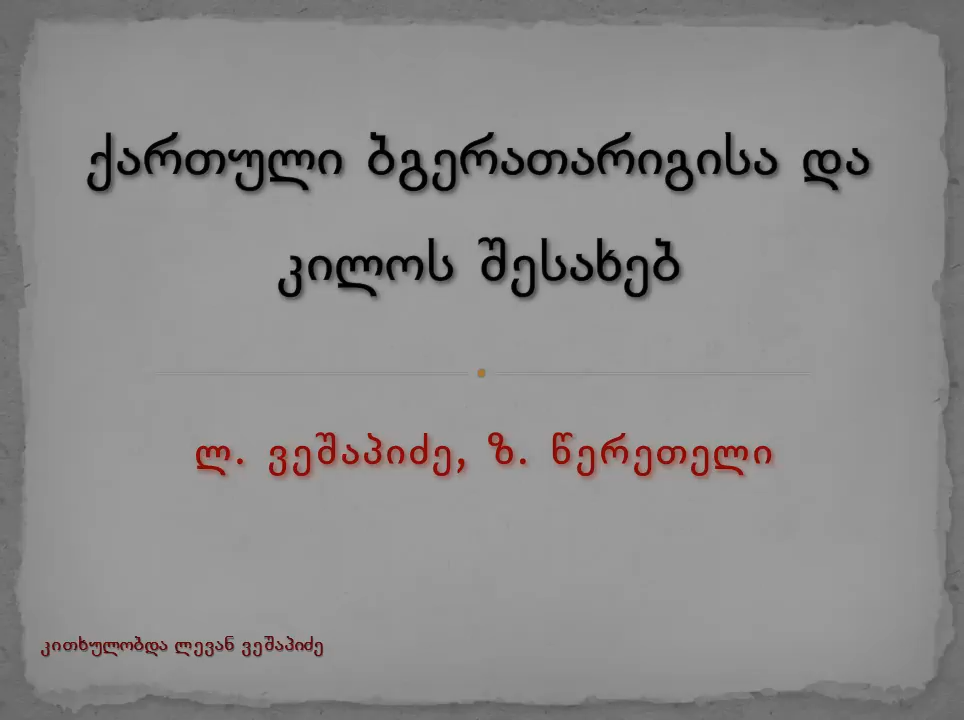 ქართული ბგერათარიგისა და
კილოს შესახებ
ლ. ვეშაპიძე, ზ. წერეთელი
კითხულობდა ლევან ვეშაპიძე